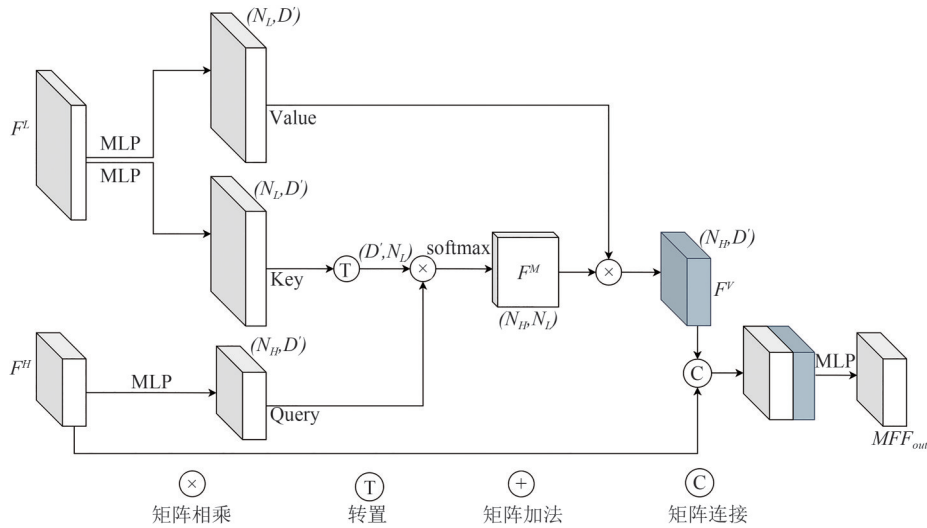 (N_L,D')
F^L
MLP
MLP
Value
(N_L,D')
Key
T
(D',N_L)
×
softmax
F^M
(N_H,N_L)
×
(N_H,D')
F^V
F^H
MLP
(N_H,D')
Query
C
MLP
MFF_out
× T + C
矩阵相乘 转置 矩阵加法 矩阵连接